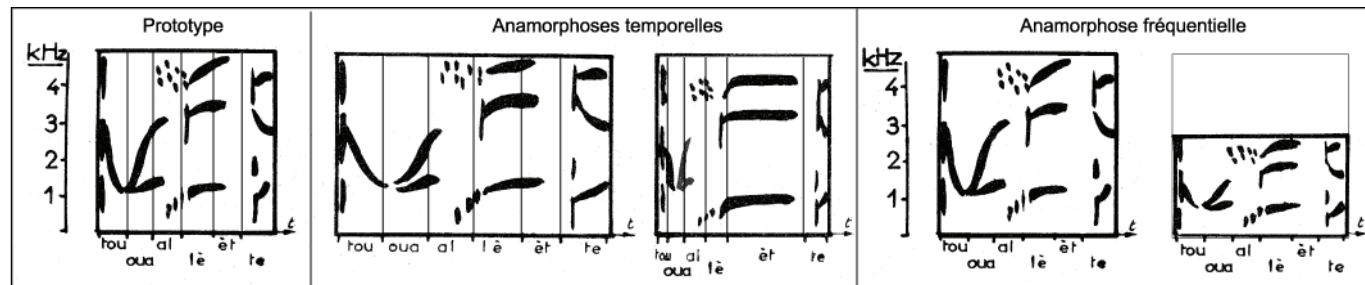 Prototype
kHz
4
3
2
1
t
tou al èt
oua lè te
Anamorphoses temporelles
t
tou oua al lè èt te
t
tou al èt te
oua lè
Anamorphose fréquentielle
kHz
4
3
2
1
t
tou al èt
oua lè te
t
tou al èt
oua lè te